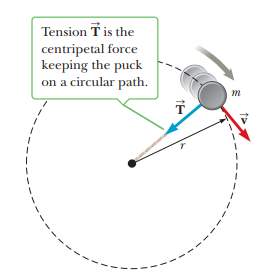 Tension T⃗ is the
centripetal force
keeping the puck
on a circular path.
m
T⃗
v⃗
r